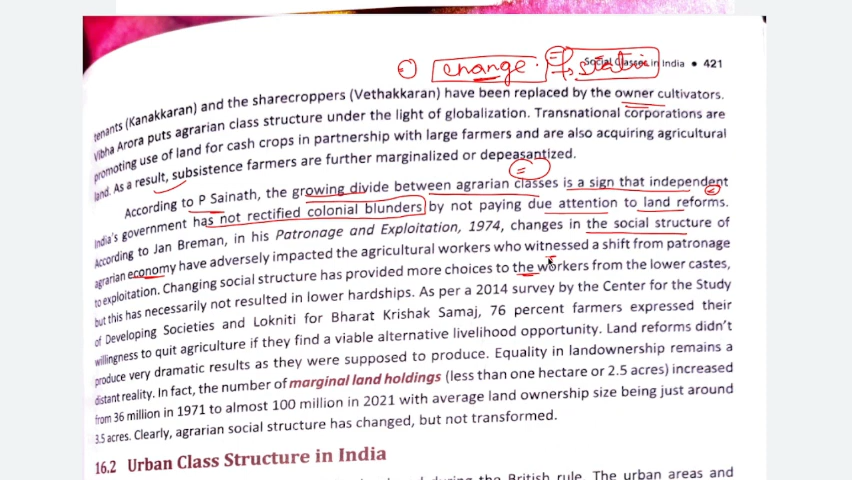 change.
static
Social Classes in India • 421
tenants (Kanakkaran) and the sharecroppers (Vethakkaran) have been replaced by the owner cultivators.
Vibha Arora puts agrarian class structure under the light of globalization. Transnational corporations are
promoting use of land for cash crops in partnership with large farmers and are also acquiring agricultural
land. As a result, subsistence farmers are further marginalized or depeasantized.
According to P Sainath, the growing divide between agrarian classes is a sign that independent
India's government has not rectified colonial blunders by not paying due attention to land reforms.
According to Jan Breman, in his Patronage and Exploitation, 1974, changes in the social structure of
agrarian economy have adversely impacted the agricultural workers who witnessed a shift from patronage
to exploitation. Changing social structure has provided more choices to the workers from the lower castes,
but this has necessarily not resulted in lower hardships. As per a 2014 survey by the Center for the Study
of Developing Societies and Lokniti for Bharat Krishak Samaj, 76 percent farmers expressed their
willingness to quit agriculture if they find a viable alternative livelihood opportunity. Land reforms didn't
produce very dramatic results as they were supposed to produce. Equality in landownership remains a
distant reality. In fact, the number of marginal land holdings (less than one hectare or 2.5 acres) increased
from 36 million in 1971 to almost 100 million in 2021 with average land ownership size being just around
3.5 acres. Clearly, agrarian social structure has changed, but not transformed.
16.2 Urban Class Structure in India
during the British rule. The urban areas and